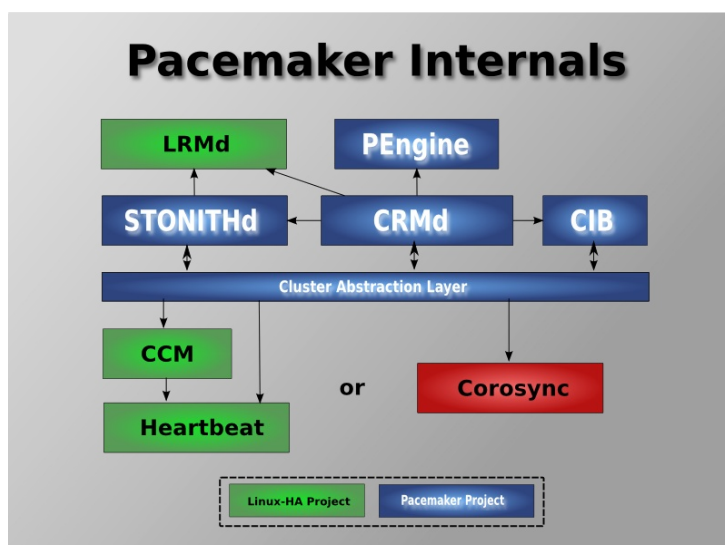 Pacemaker Internals
LRMd
PEngine
STONITHd
CRMd
CIB
Cluster Abstraction Layer
CCM
or
Corosync
Heartbeat
Linux-HA Project
Pacemaker Project